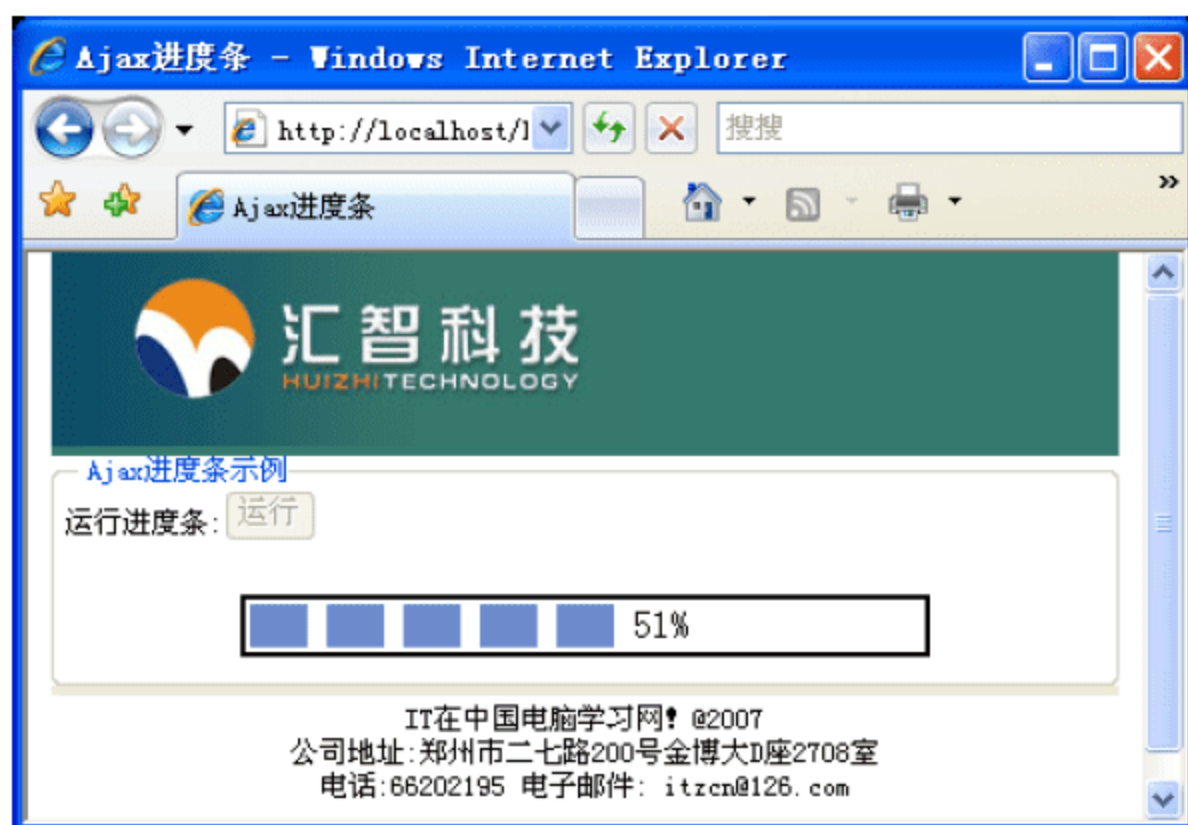 Ajax进度条 - Windows Internet Explorer
http://localhost/l
搜搜
Ajax进度条
汇智科技
HUIZHITECHNOLOGY
Ajax进度条示例
运行进度条: 运行
51%
IT在中国电脑学习网! @2007
公司地址:郑州市二七路200号金博大D座2708室
电话:66202195 电子邮件: itzcn@126.com